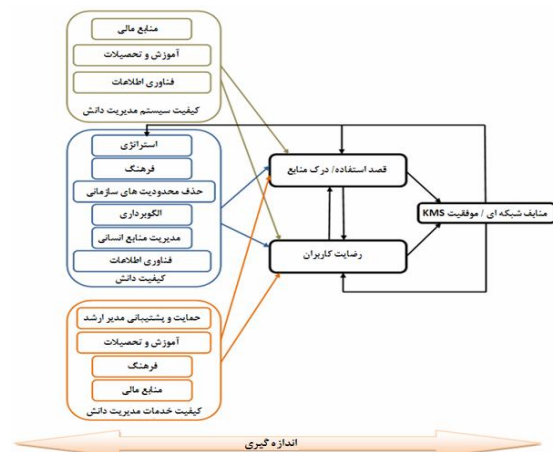 منابع مالی
آموزش و تحصیلات
فناوری اطلاعات
کیفیت سیستم مدیریت دانش
استراتژی
فرهنگ
حذف محدودیت های سازمانی
الگوبرداری
مدیریت منابع انسانی
فناوری اطلاعات
کیفیت دانش
حمایت و پشتیبانی مدیر ارشد
آموزش و تحصیلات
فرهنگ
منابع مالی
کیفیت خدمات مدیریت دانش
قصد استفاده/ درک منابع
رضایت کاربران
منایف شبکه ای / موفقیت KMS
اندازه گیری